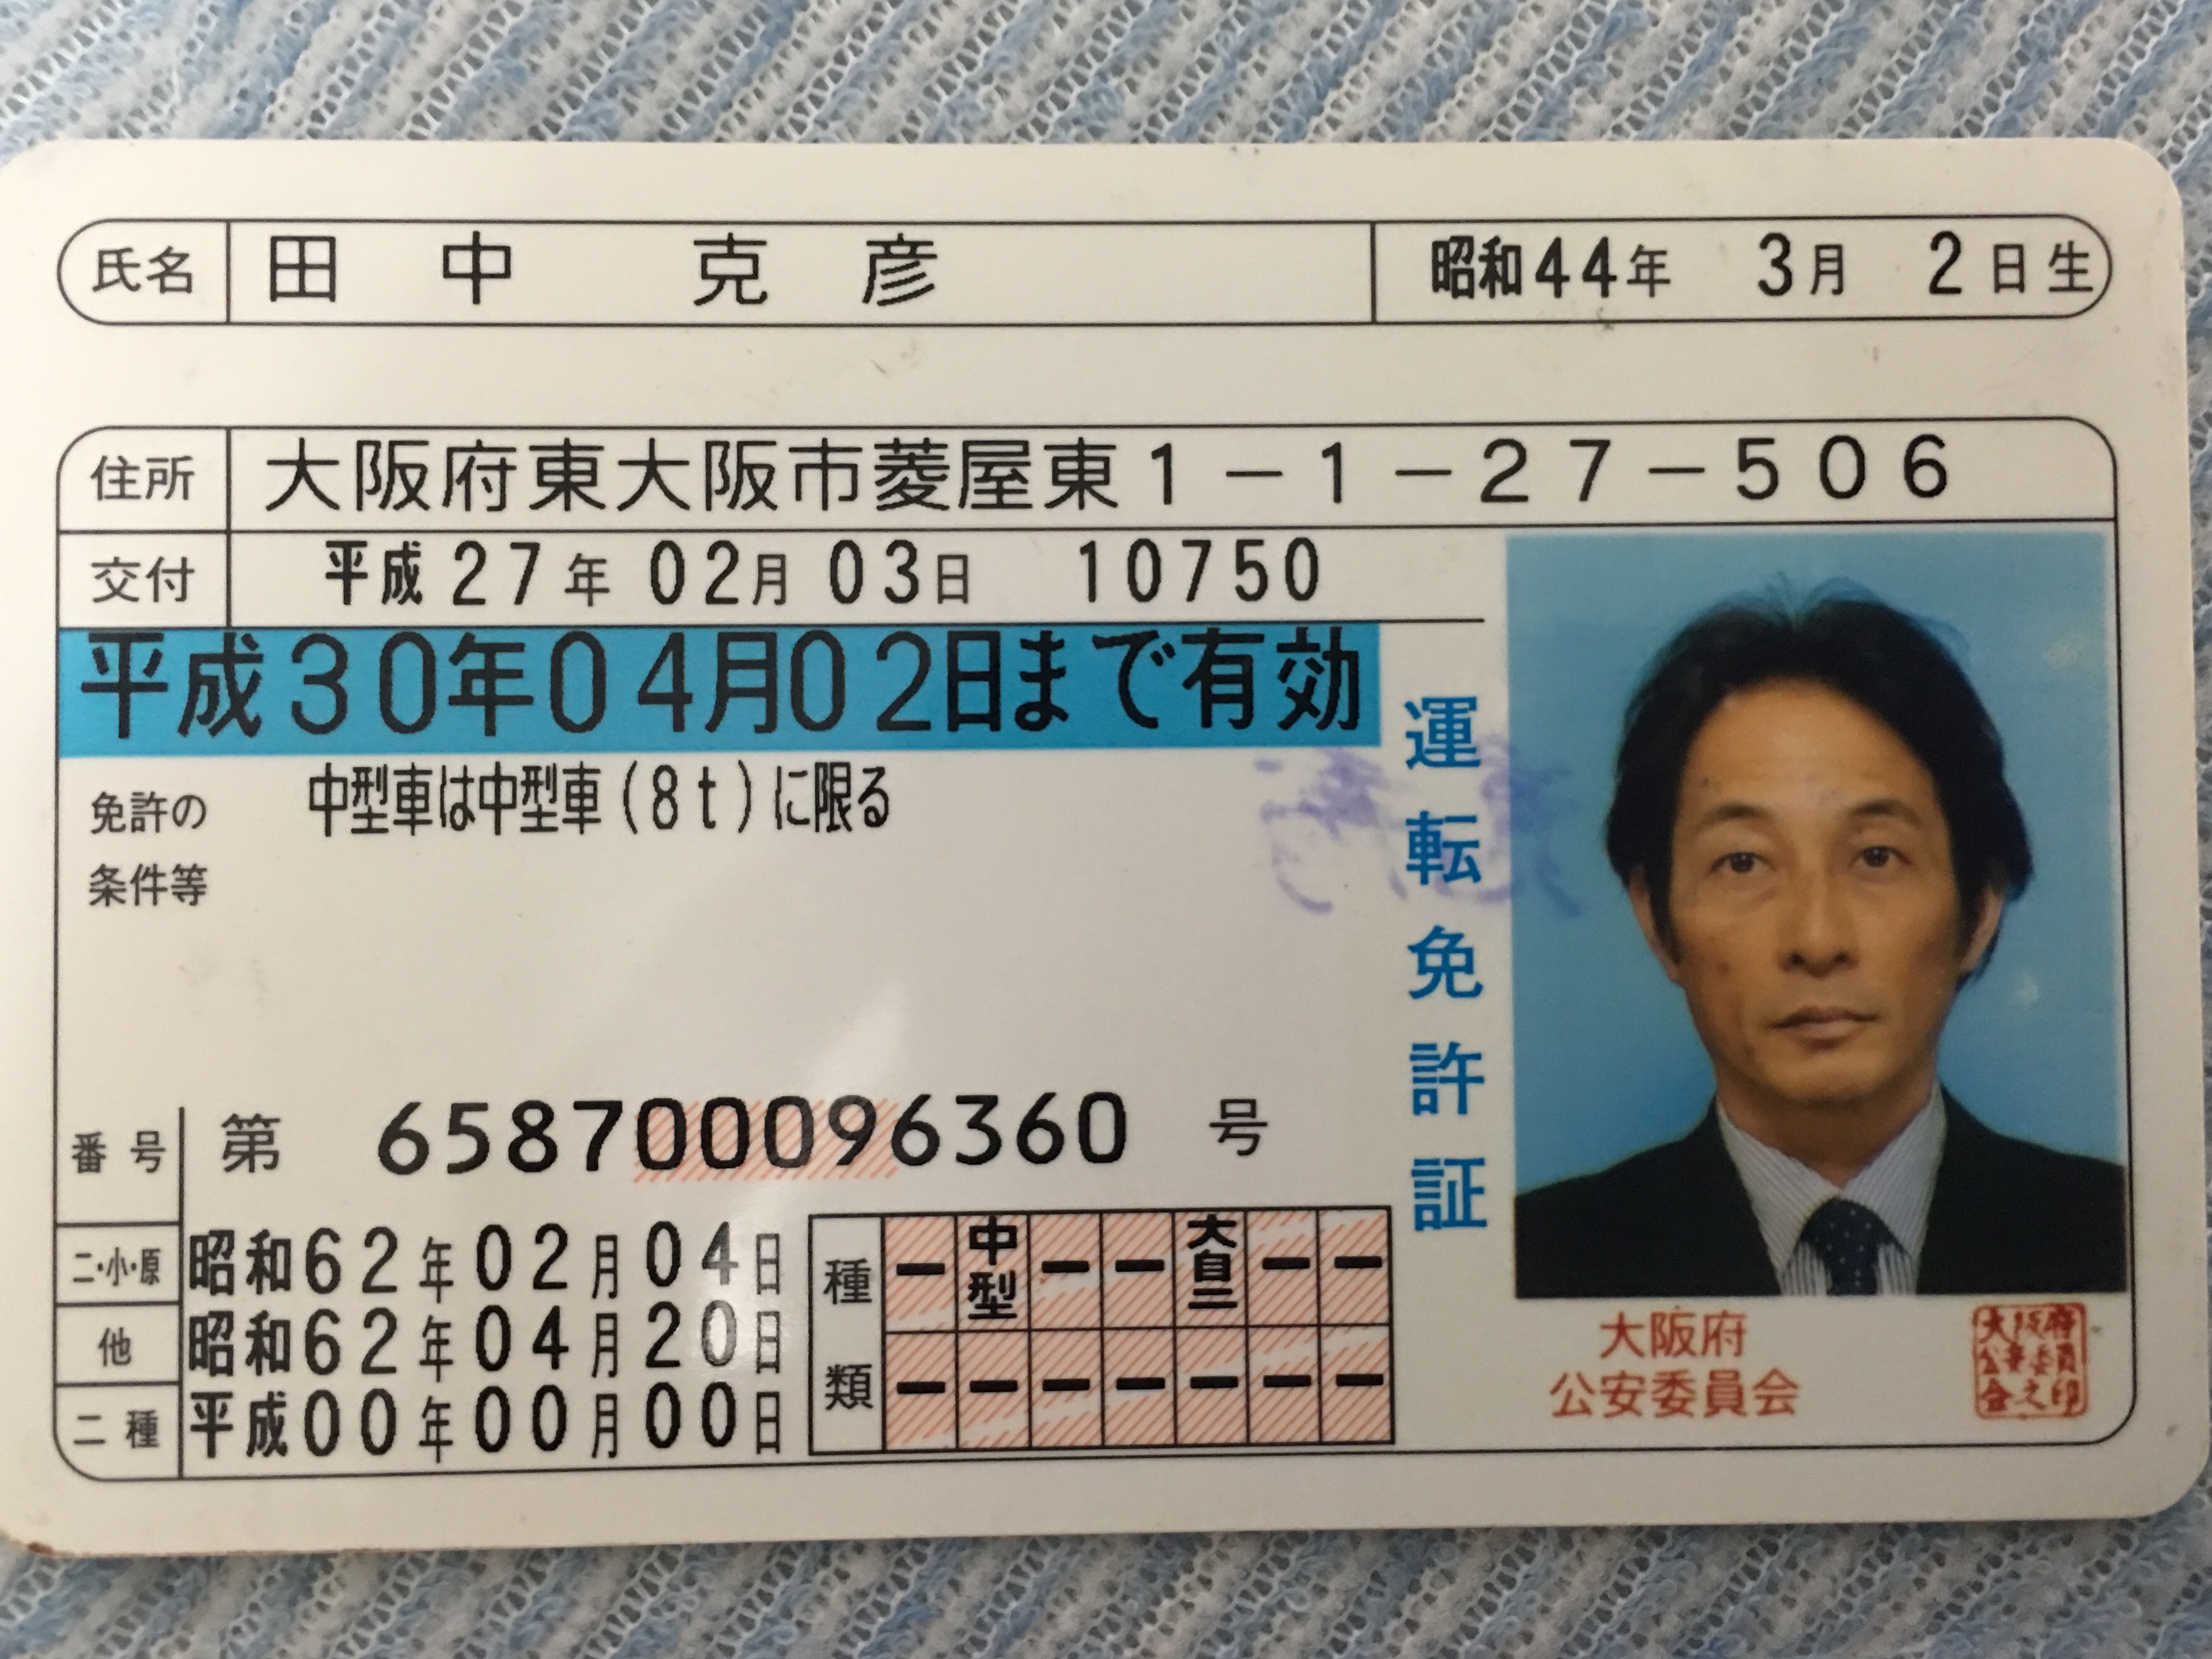 氏名 田中 克彦 昭和44年 3月 2日生
住所 大阪府東大阪市菱屋東1-1-27-506
交付 平成27年02月03日 10750
平成30年04月02日まで有効
免許の条件等 中型車は中型車(8t)に限る
運転免許証
番号 第 658700096360 号
二・小・原 昭和62年02月04日
他 昭和62年04月20日
二種 平成00年00月00日
種類 ー 中型 ー ー 大自二 ー ー
ー ー ー ー ー ー ー
大阪府
公安委員会
大阪府
公安委員
会之印